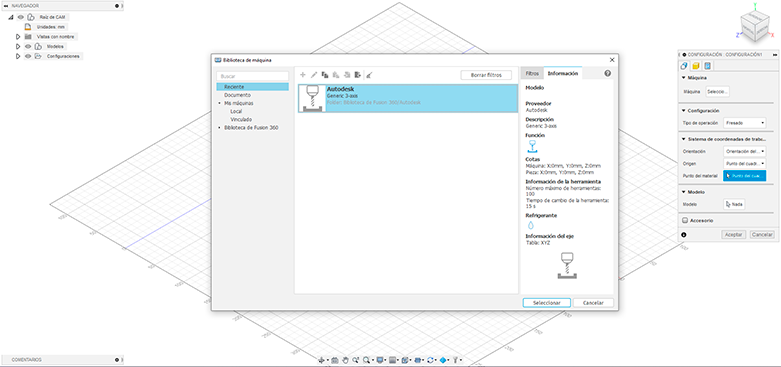 NAVEGADOR
Raíz de CAM
Unidades: mm
Vistas con nombre
Modelos
Configuraciones
COMENTARIOS
Biblioteca de máquina
Buscar
Reciente
Documento
Me máquinas
Local
Vinculado
Biblioteca de Fusion 360
Borrar filtros
Autodesk
Generic 3-axis
Folder: Biblioteca de Fusion 360/Autodesk
Filtros
Información
Modelo
Proveedor
Autodesk
Descripción
Generic 3-axis
Función
Cotas
Máquina: X:0mm, Y:0mm, Z:0mm
Pieza: X:0mm, Y:0mm, Z:0mm
Información de la herramienta
Número máximo de herramientas:
100
Tiempo de cambio de la herramienta:
15 s
Refrigerante
Información del eje
Tabla: XYZ
Seleccionar
Cancelar
Z
X
CONFIGURACIÓN : CONFIGURACIÓN1
Máquina
Máquina Selecci...
Configuración
Tipo de operación Fresado
Sistema de coordenadas de trabu...
Orientación Orientación del...
Origen Punto del cuadr...
Punto del material Punto del cua...
Modelo
Modelo Nada
Accesorio
Aceptar
Cancelar